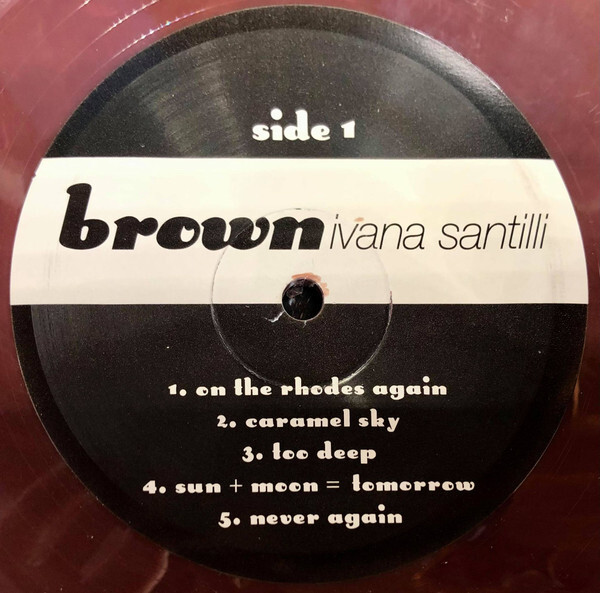 side 1
brown ivana santilli
1. on the rhodes again
2. caramel sky
3. too deep
4. sun + moon = tomorrow
5. never again